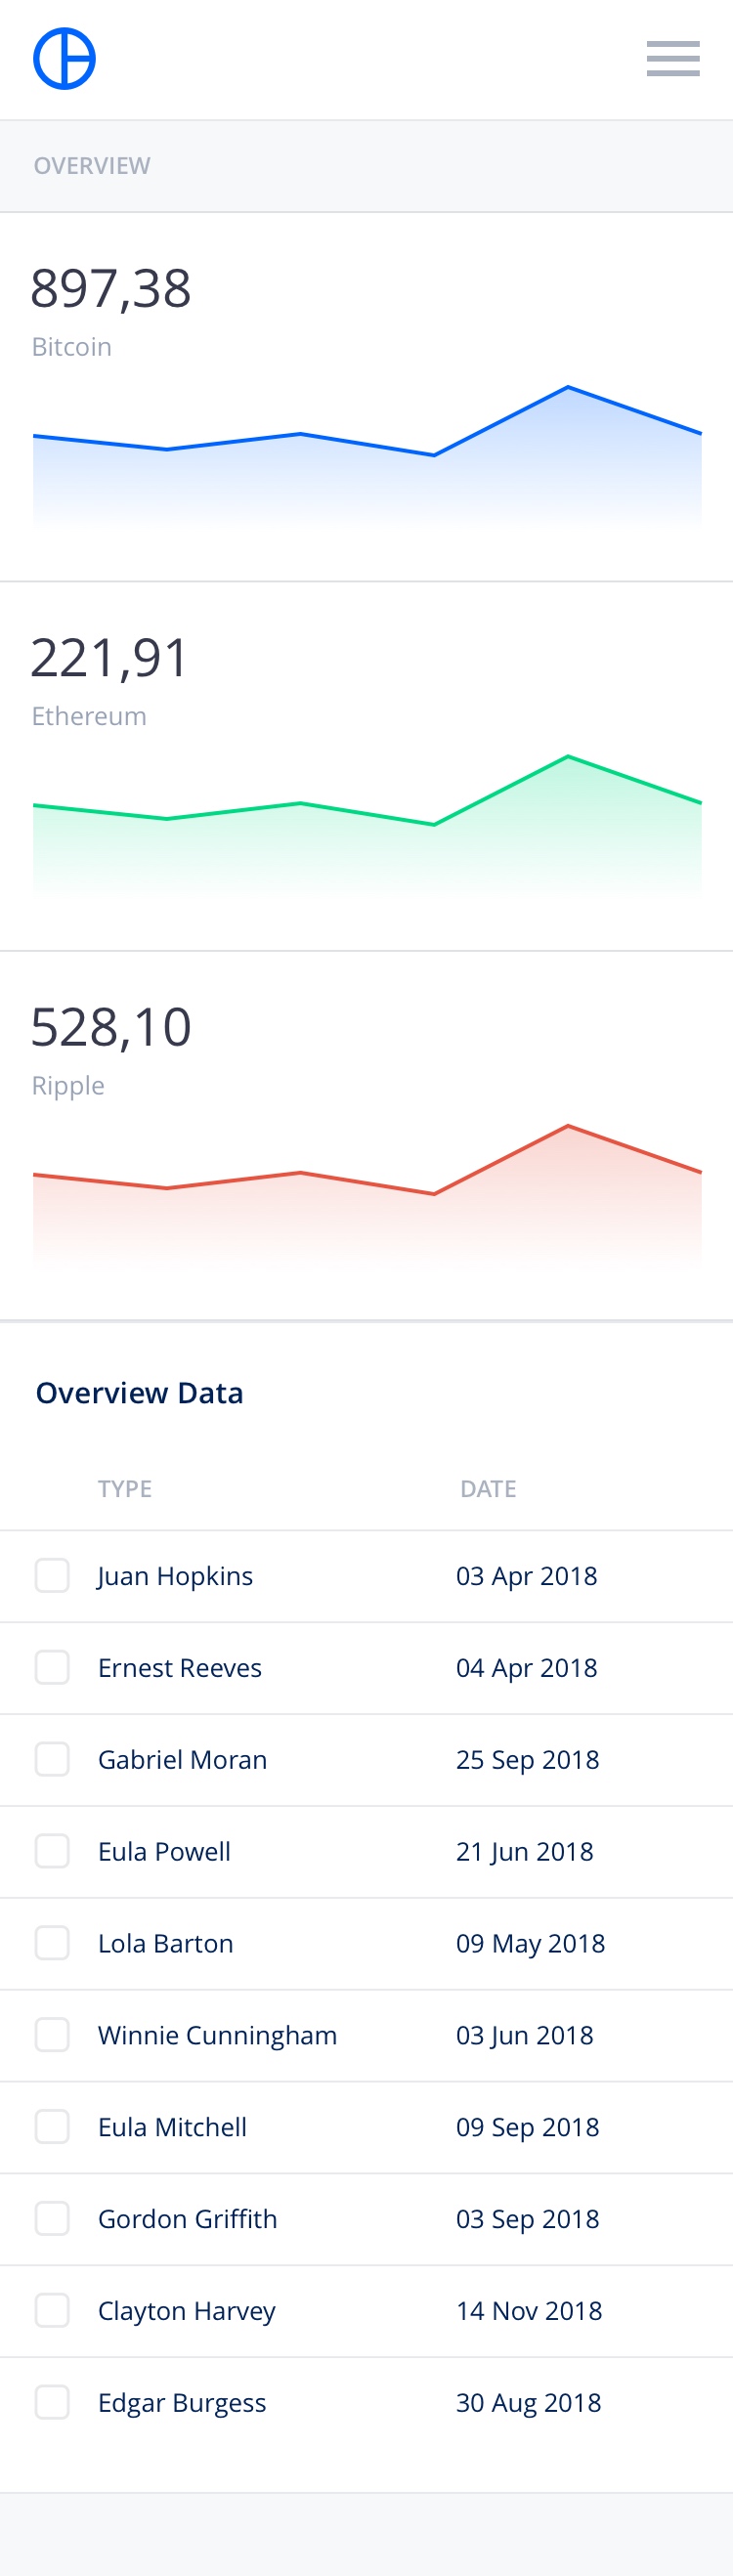 OVERVIEW
897,38
Bitcoin
221,91
Ethereum
528,10
Ripple
Overview Data
TYPE DATE
Juan Hopkins 03 Apr 2018
Ernest Reeves 04 Apr 2018
Gabriel Moran 25 Sep 2018
Eula Powell 21 Jun 2018
Lola Barton 09 May 2018
Winnie Cunningham 03 Jun 2018
Eula Mitchell 09 Sep 2018
Gordon Griffith 03 Sep 2018
Clayton Harvey 14 Nov 2018
Edgar Burgess 30 Aug 2018